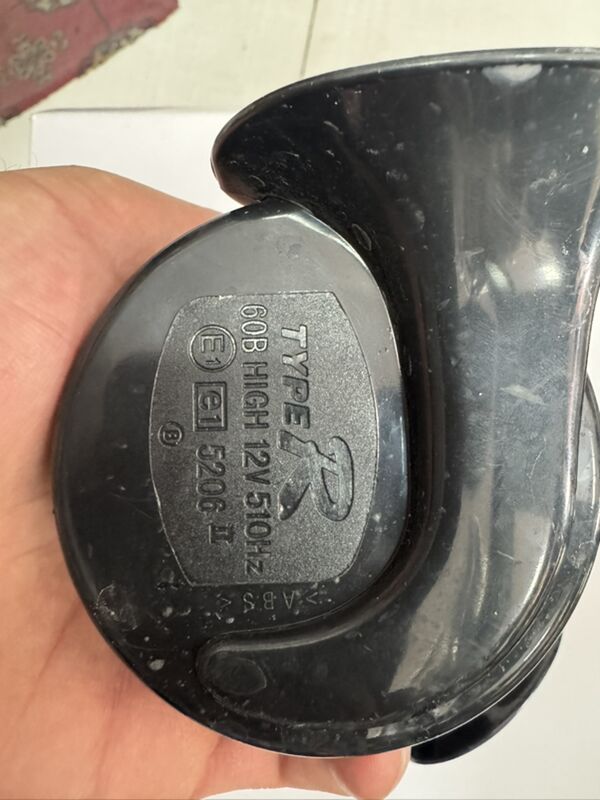 TYPE R
60B HIGH 12V 510Hz
E1 e1 5206 II
B
>ABS<